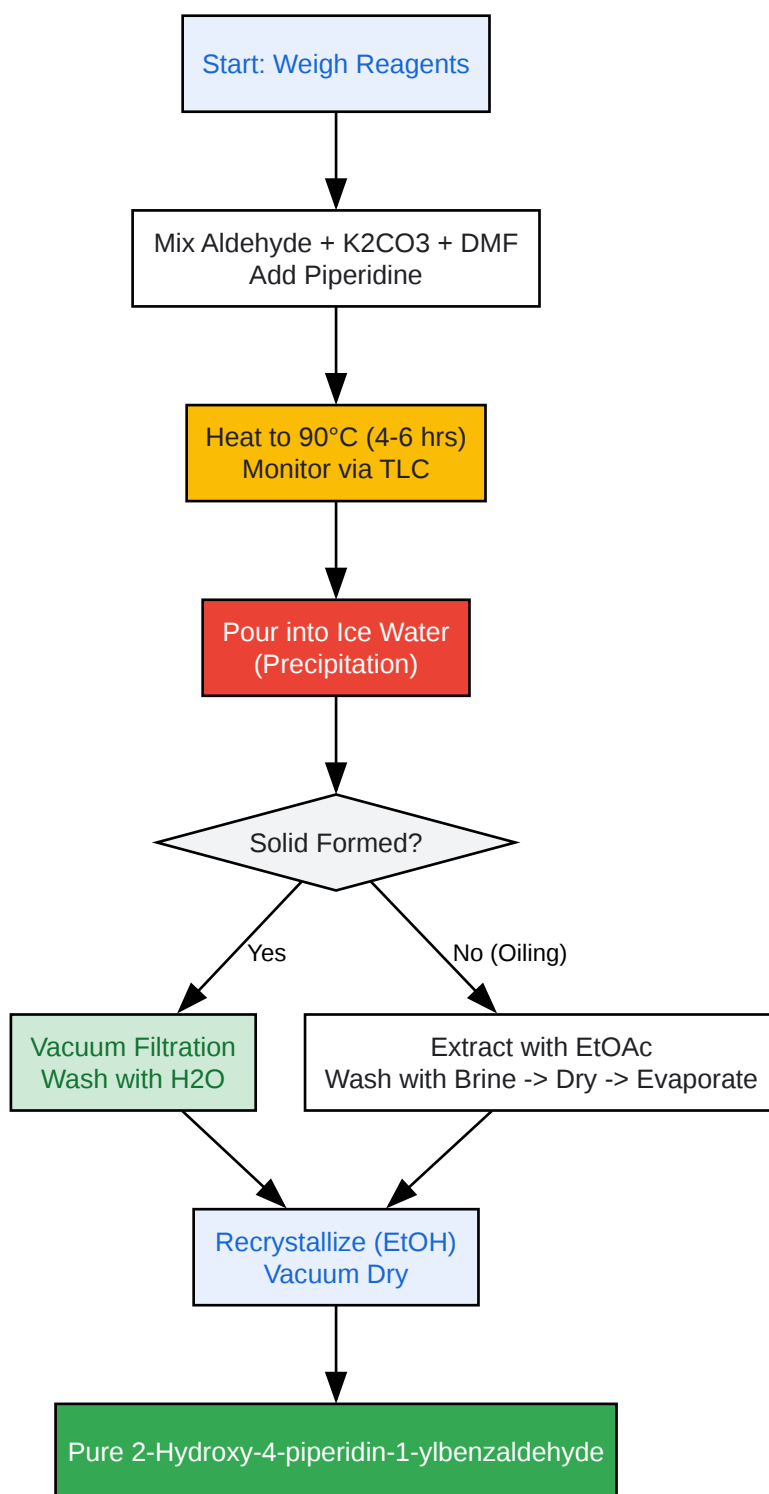 Start: Weigh Reagents
Mix Aldehyde + K2CO3 + DMF
Add Piperidine
Heat to 90°C (4-6 hrs)
Monitor via TLC
Pour into Ice Water
(Precipitation)
Solid Formed?
Yes
No (Oiling)
Vacuum Filtration
Wash with H2O
Extract with EtOAc
Wash with Brine -> Dry -> Evaporate
Recrystallize (EtOH)
Vacuum Dry
Pure 2-Hydroxy-4-piperidin-1-ylbenzaldehyde